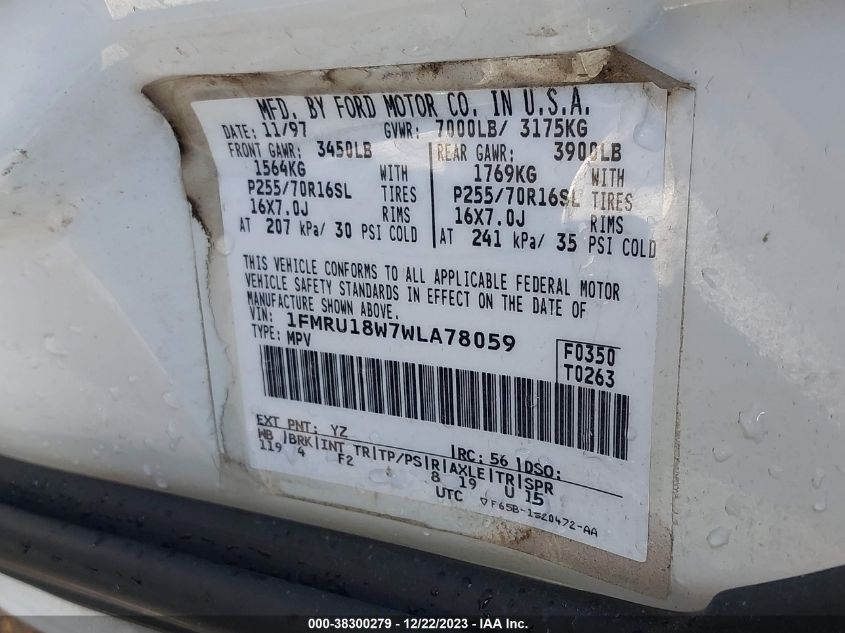 MFD. BY FORD MOTOR CO. IN U.S.A.
DATE: 11/97 GVWR: 7000LB/ 3175KG
FRONT GAWR: 3450LB REAR GAWR: 3900LB
1564KG WITH 1769KG WITH
P255/70R16SL TIRES P255/70R16SL TIRES
16X7.0J RIMS 16X7.0J RIMS
AT 207 kPa/ 30 PSI COLD AT 241 kPa/ 35 PSI COLD
THIS VEHICLE CONFORMS TO ALL APPLICABLE FEDERAL MOTOR
VEHICLE SAFETY STANDARDS IN EFFECT ON THE DATE OF
MANUFACTURE SHOWN ABOVE.
VIN: 1FMRU18W7WLA78059
TYPE: MPV
F0350
T0263
EXT PNT: YZ RC: 56 DSO:
WB BRK INT TR TP/PS R AXLE TR SPR
119 4 F2 8 19 U 15
UTC F65B-1520472-AA
000-38300279 - 12/22/2023 - IAA Inc.